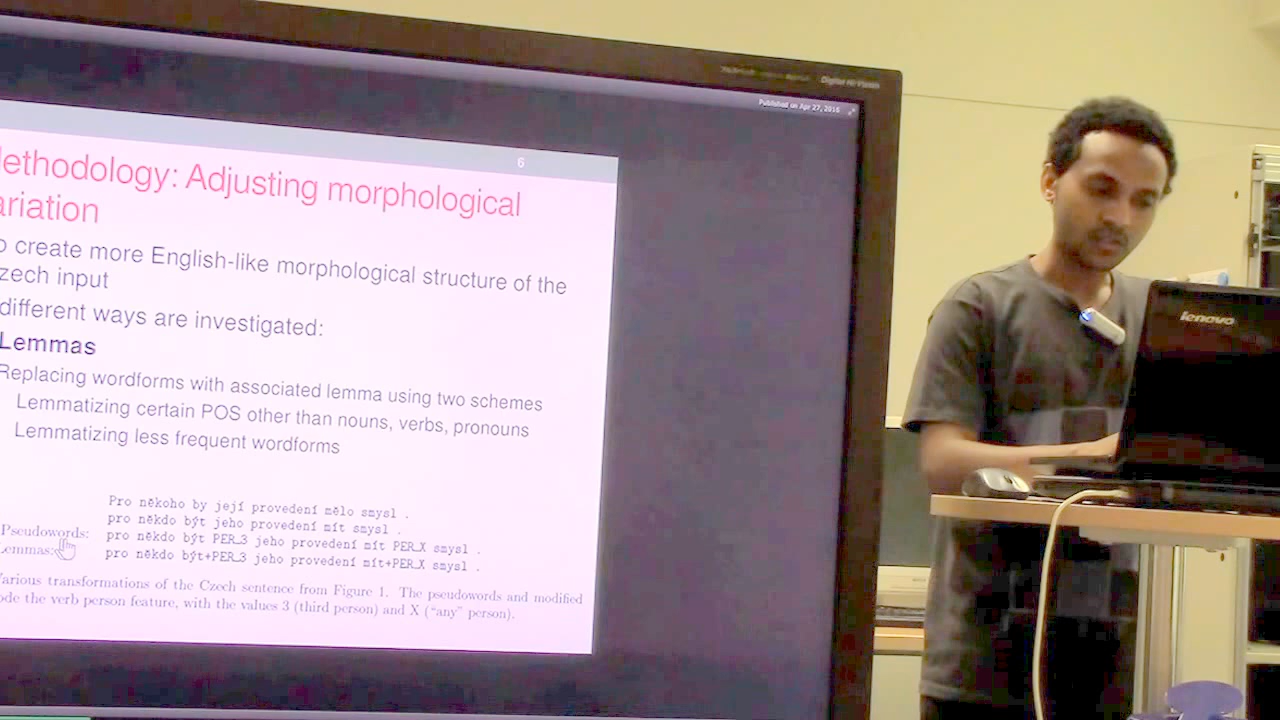 Digital Hi-Vision
Published on Apr 27, 2016
6
ethodology: Adjusting morphological
ariation
o create more English-like morphological structure of the
zech input
different ways are investigated:
Lemmas
Replacing wordforms with associated lemma using two schemes
Lemmatizing certain POS other than nouns, verbs, pronouns
Lemmatizing less frequent wordforms
Pro někoho by její provedení mělo smysl .
pro někdo být jeho provedení mít smysl .
Pseudowords: pro někdo být PER_3 jeho provedení mít PER_X smysl .
Lemmas: pro někdo být+PER_3 jeho provedení mít+PER_X smysl .
Various transformations of the Czech sentence from Figure 1. The pseudowords and modified
ode the verb person feature, with the values 3 (third person) and X ("any" person).
lenovo